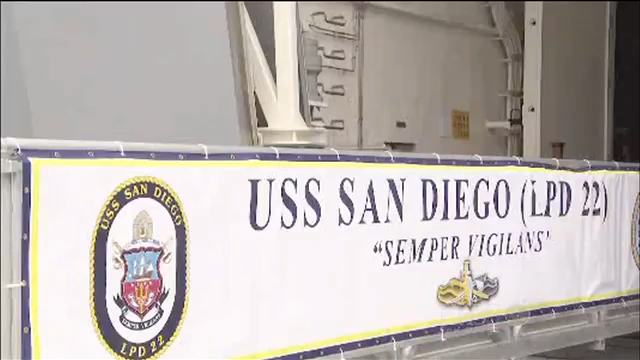 USS SAN DIEGO (LPD 22)
"SEMPER VIGILANS"
USS SAN DIEGO
LPD 22